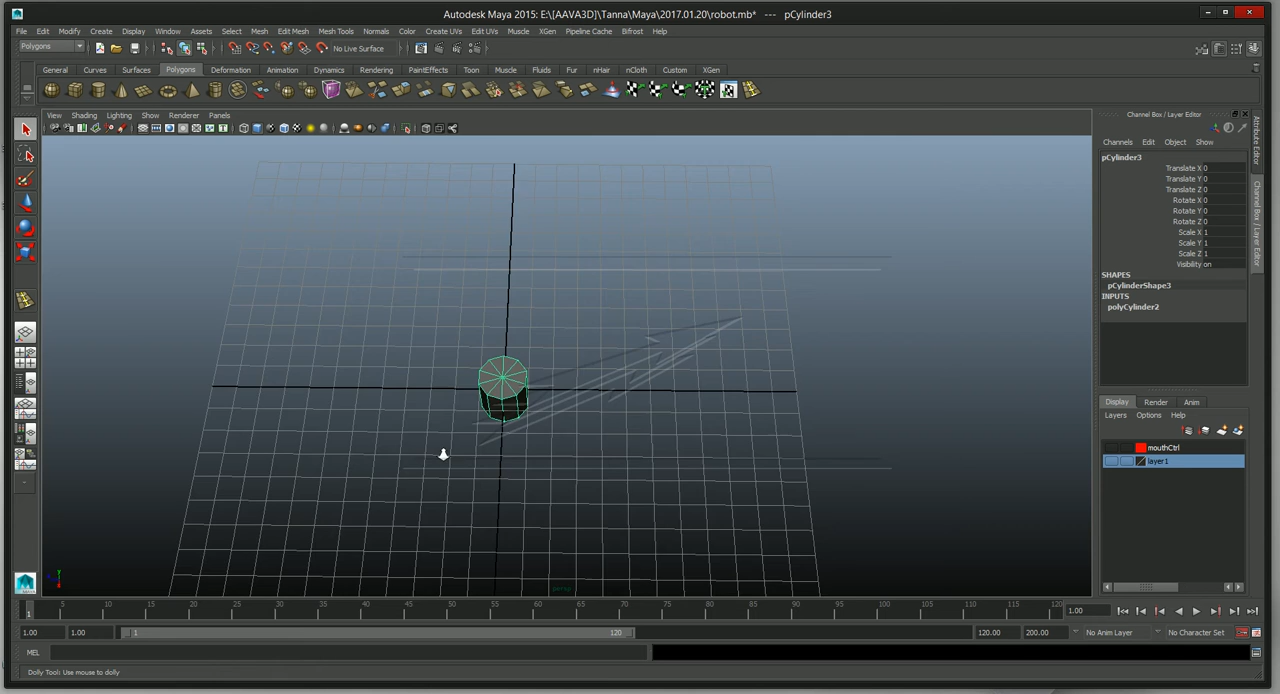 Autodesk Maya 2015: E:\[AAVA3D]\Tanna\Maya\2017.01.20\robot.mb* --- pCylinder3
File Edit Modify Create Display Window Assets Select Mesh Edit Mesh Mesh Tools Normals Color Create UVs Edit UVs Muscle XGen Pipeline Cache Bifrost Help
Polygons No Live Surface
General Curves Surfaces Polygons Deformation Animation Dynamics Rendering PaintEffects Toon Muscle Fluids Fur nHair nCloth Custom XGen
View Shading Lighting Show Renderer Panels
Channel Box / Layer Editor
Channels Edit Object Show
pCylinder3
Translate X 0
Translate Y 0
Translate Z 0
Rotate X 0
Rotate Y 0
Rotate Z 0
Scale X 1
Scale Y 1
Scale Z 1
Visibility on
SHAPES
pCylinderShape3
INPUTS
polyCylinder2
Attribute Editor
Channel Box / Layer Editor
Display Render Anim
Layers Options Help
mouthCtrl
layer1
persp
1 5 10 15 20 25 30 35 40 45 50 55 60 65 70 75 80 85 90 95 100 105 110 115 120 1.00
1.00 1.00 1 120 120.00 200.00 No Anim Layer No Character Set
MEL
Dolly Tool: Use mouse to dolly